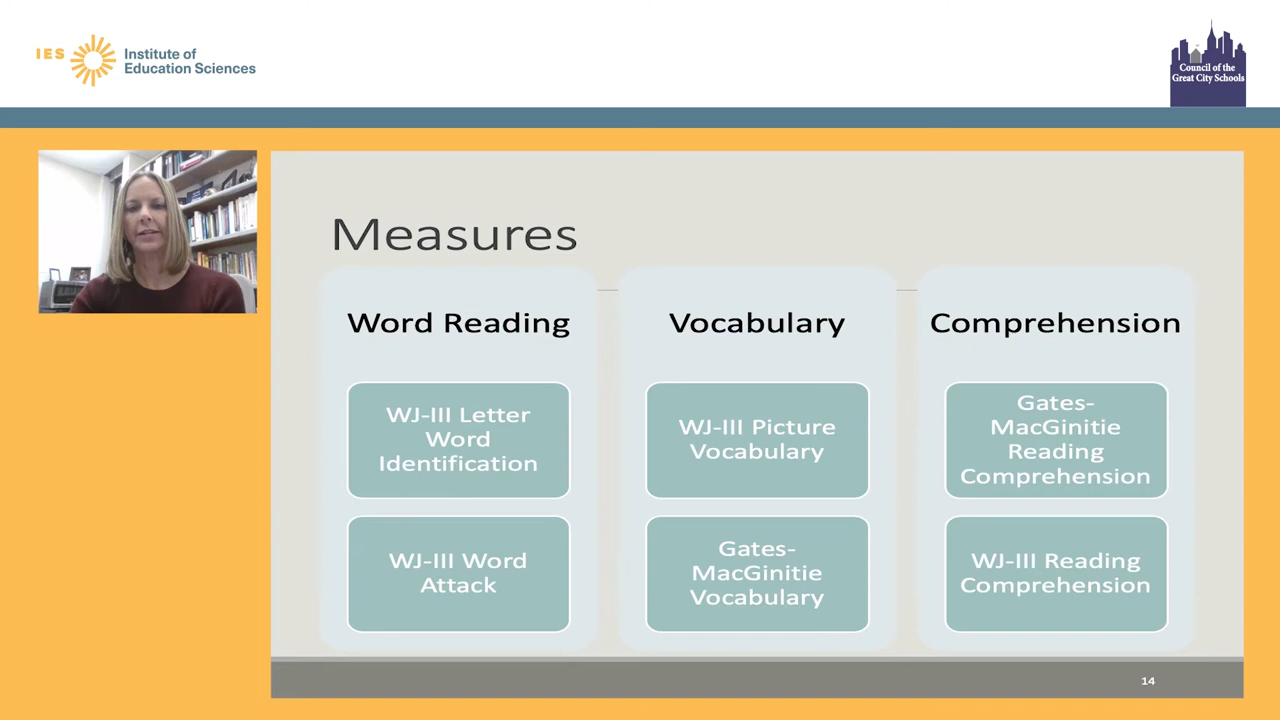 IES
Institute of
Education Sciences
Council of the
Great City Schools
Measures
Word Reading
WJ-III Letter
Word
Identification
WJ-III Word
Attack
Vocabulary
WJ-III Picture
Vocabulary
Gates-
MacGinitie
Vocabulary
Comprehension
Gates-
MacGinitie
Reading
Comprehension
WJ-III Reading
Comprehension
14